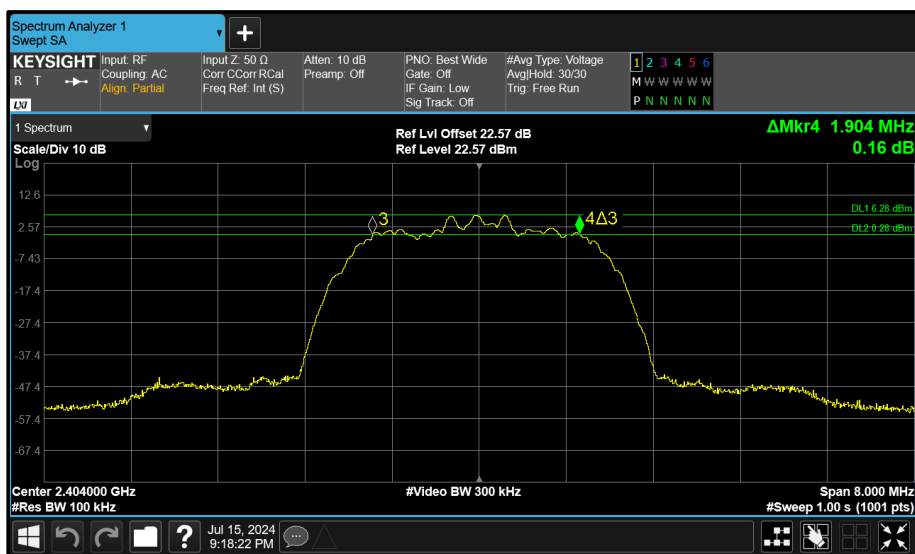 Spectrum Analyzer 1
Swept SA
+
KEYSIGHT
R T
LXI
Input: RF
Coupling: AC
Align: Partial
Input Z: 50 Ω
Corr CCorr RCal
Freq Ref: Int (S)
Atten: 10 dB
Preamp: Off
PNO: Best Wide
Gate: Off
IF Gain: Low
Sig Track: Off
#Avg Type: Voltage
Avg|Hold: 30/30
Trig: Free Run
1 2 3 4 5 6
M W W W W W
P N N N N N
1 Spectrum
Scale/Div 10 dB
Log
Ref Lvl Offset 22.57 dB
Ref Level 22.57 dBm
ΔMkr4 1.904 MHz
0.16 dB
12.6
2.57
-7.43
-17.4
-27.4
-37.4
-47.4
-57.4
-67.4
3
4Δ3
DL1 6.28 dBm
DL2 0.28 dBm
Center 2.404000 GHz
#Res BW 100 kHz
#Video BW 300 kHz
Span 8.000 MHz
#Sweep 1.00 s (1001 pts)
?
Jul 15, 2024
9:18:22 PM